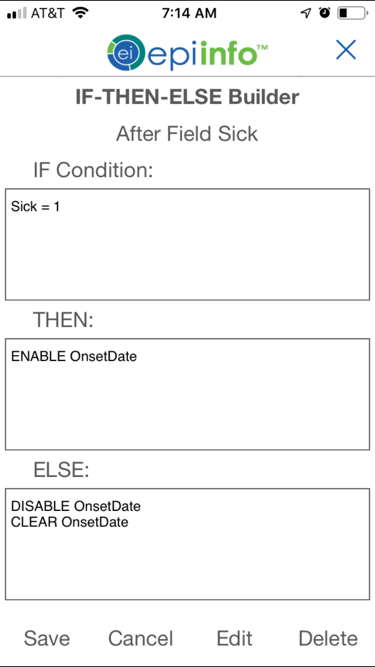 AT&T 7:14 AM
ei epiinfo™
IF-THEN-ELSE Builder
After Field Sick
IF Condition:
Sick = 1
THEN:
ENABLE OnsetDate
ELSE:
DISABLE OnsetDate
CLEAR OnsetDate
Save Cancel Edit Delete